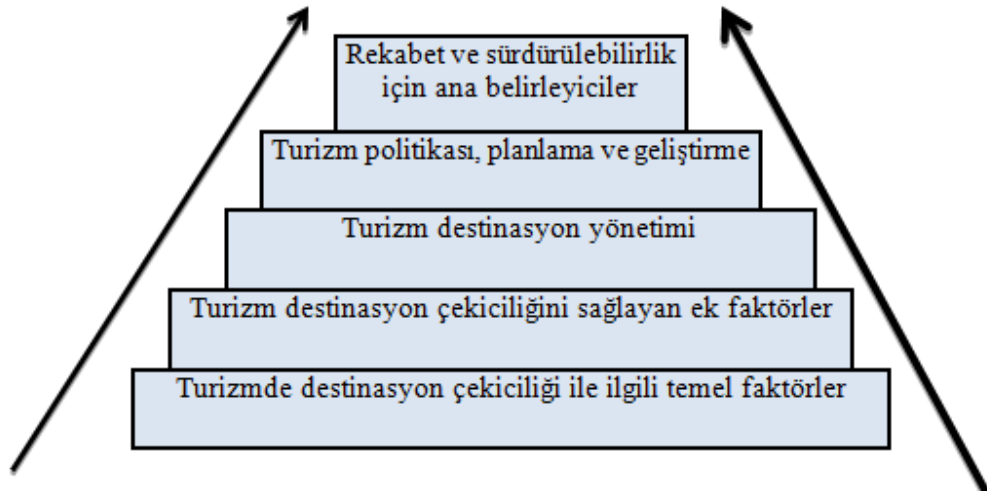 Rekabet ve sürdürülebilirlik
için ana belirleyiciler
Turizm politikası, planlama ve geliştirme
Turizm destinasyon yönetimi
Turizm destinasyon çekiciliğini sağlayan ek faktörler
Turizmde destinasyon çekiciliği ile ilgili temel faktörler